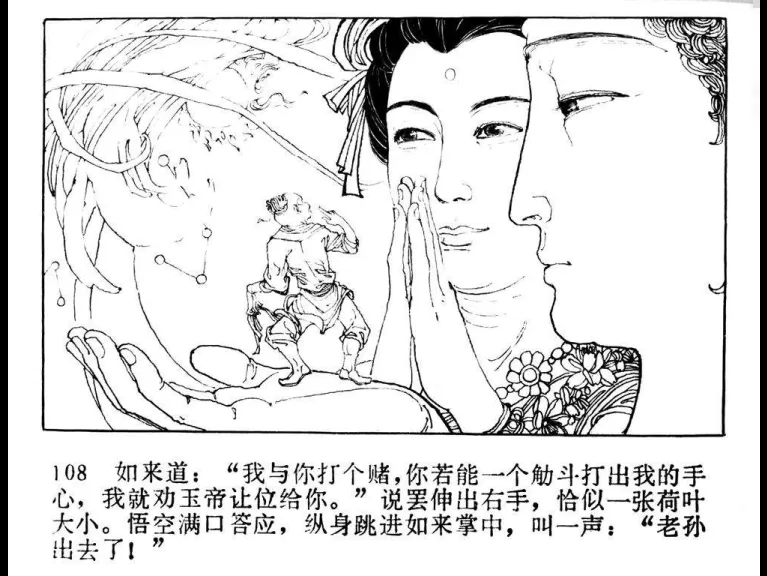 108 如来道：“我与你打个赌，你若能一个觔斗打出我的手
心，我就劝玉帝让位给你。”说罢伸出右手，恰似一张荷叶
大小。悟空满口答应，纵身跳进如来掌中，叫一声：“老孙
出去了！”